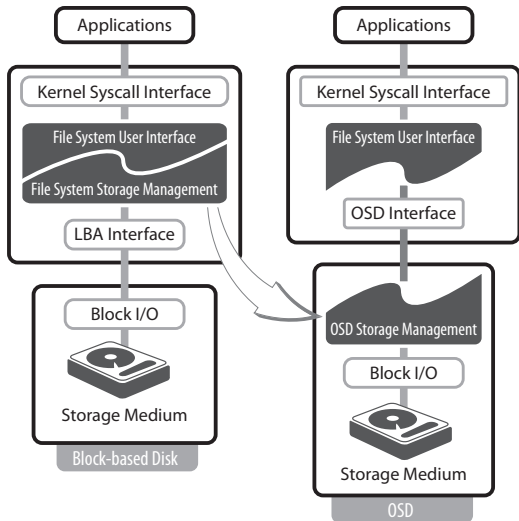 Applications
Kernel Syscall Interface
File System User Interface
File System Storage Management
LBA Interface
Block I/O
Storage Medium
Block-based Disk
Applications
Kernel Syscall Interface
File System User Interface
OSD Interface
OSD Storage Management
Block I/O
Storage Medium
OSD